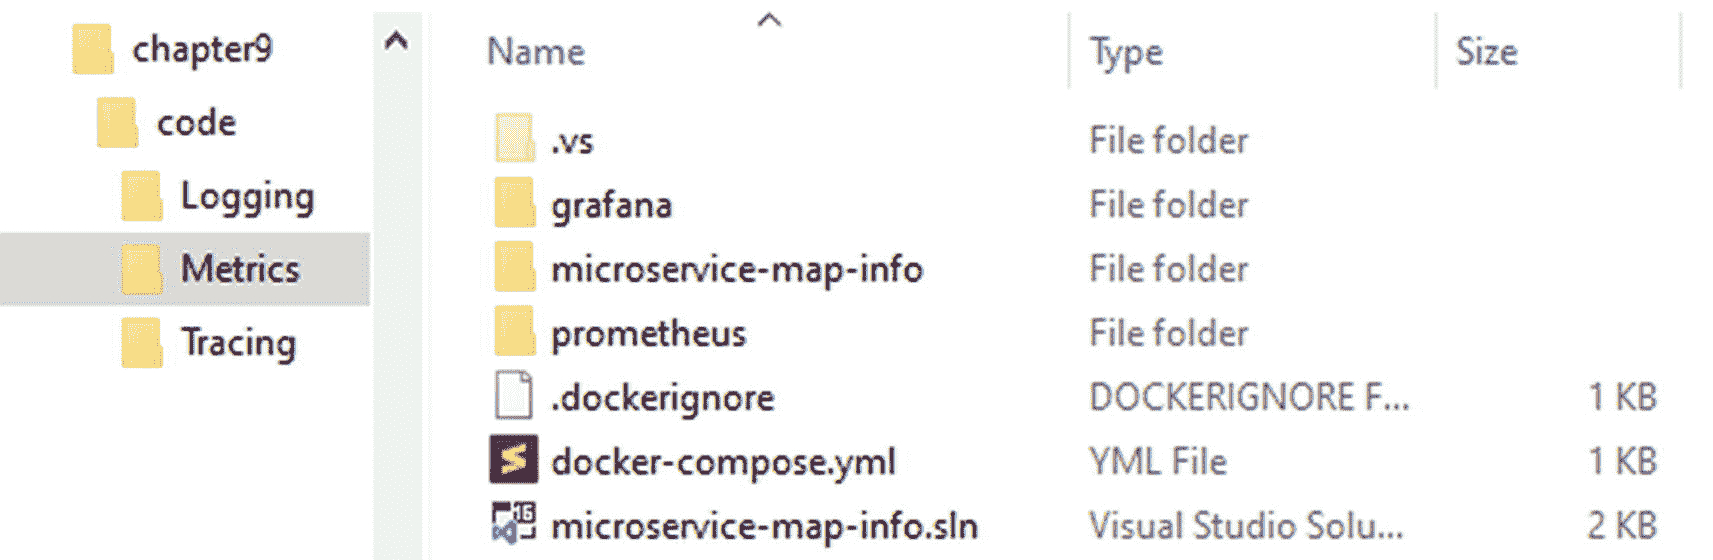 chapter9
code
Logging
Metrics
Tracing
Name Type Size
.vs File folder
grafana File folder
microservice-map-info File folder
prometheus File folder
.dockerignore DOCKERIGNORE F... 1 KB
docker-compose.yml YML File 1 KB
16
microservice-map-info.sln Visual Studio Solu... 2 KB